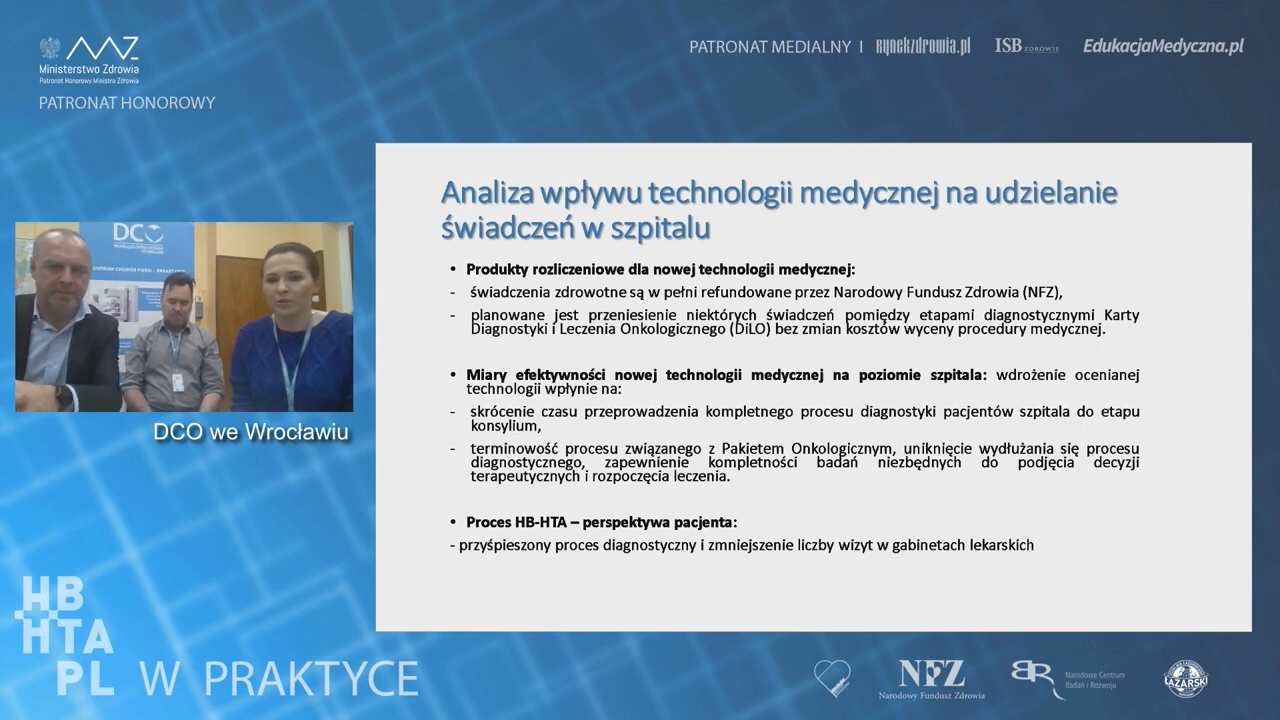 Ministerstwo Zdrowia
Patronat Honorowy Ministra Zdrowia
PATRONAT HONOROWY
PATRONAT MEDIALNY I rynekzdrowia.pl ISB ZDROWIE EdukacjaMedyczna.pl
Analiza wpływu technologii medycznej na udzielanie
świadczeń w szpitalu
• Produkty rozliczeniowe dla nowej technologii medycznej:
- świadczenia zdrowotne są w pełni refundowane przez Narodowy Fundusz Zdrowia (NFZ),
- planowane jest przeniesienie niektórych świadczeń pomiędzy etapami diagnostycznymi Karty
Diagnostyki i Leczenia Onkologicznego (DiLO) bez zmian kosztów wyceny procedury medycznej.
• Miary efektywności nowej technologii medycznej na poziomie szpitala: wdrożenie ocenianej
technologii wpłynie na:
- skrócenie czasu przeprowadzenia kompletnego procesu diagnostyki pacjentów szpitala do etapu
konsylium,
- terminowość procesu związanego z Pakietem Onkologicznym, uniknięcie wydłużania się procesu
diagnostycznego, zapewnienie kompletności badań niezbędnych do podjęcia decyzji
terapeutycznych i rozpoczęcia leczenia.
• Proces HB-HTA – perspektywa pacjenta:
- przyśpieszony proces diagnostyczny i zmniejszenie liczby wizyt w gabinetach lekarskich
DCO
DCO we Wrocławiu
HB
HTA
PL W PRAKTYCE
NFZ
Narodowy Fundusz Zdrowia
Narodowe Centrum
Badań i Rozwoju
ŁAZARSKI